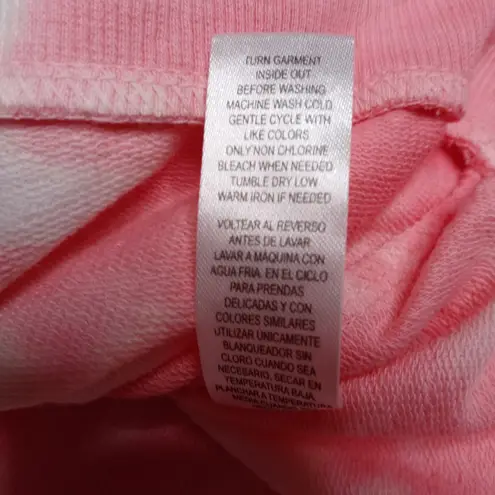 TURN GARMENT
INSIDE OUT
BEFORE WASHING
MACHINE WASH COLD
GENTLE CYCLE WITH
LIKE COLORS
ONLY NON CHLORINE
BLEACH WHEN NEEDED
TUMBLE DRY LOW
WARM IRON IF NEEDED
VOLTEAR AL REVERSO
ANTES DE LAVAR
LAVAR A MAQUINA CON
AGUA FRIA. EN EL CICLO
PARA PRENDAS
DELICADAS Y CON
COLORES SIMILARES
UTILIZAR UNICAMENTE
BLANQUEADOR SIN
CLORO CUANDO SEA
NECESARIO, SECAR EN
TEMPERATURA BAJA,
PLANCHAR A TEMPERATURA